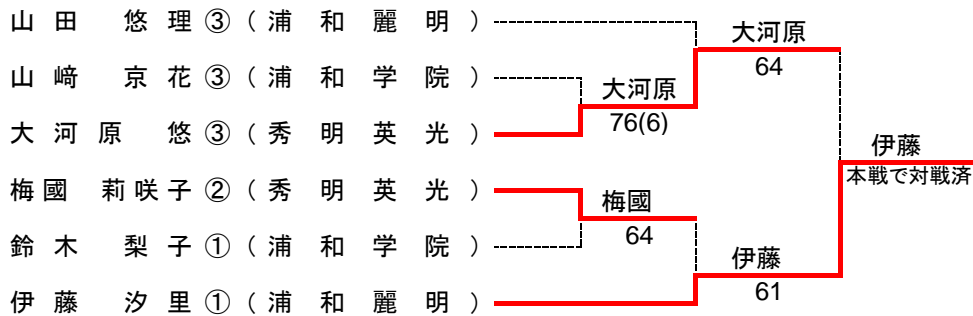 山田 悠理 ③ ( 浦和麗明 )
山﨑 京花 ③ ( 浦和学院 )
大河原 悠 ③ ( 秀明英光 )
梅國 莉咲子 ② ( 秀明英光 )
鈴木 梨子 ① ( 浦和学院 )
伊藤 汐里 ① ( 浦和麗明 )
大河原
76(6)
梅國
64
大河原
64
伊藤
61
伊藤
本戦で対戦済